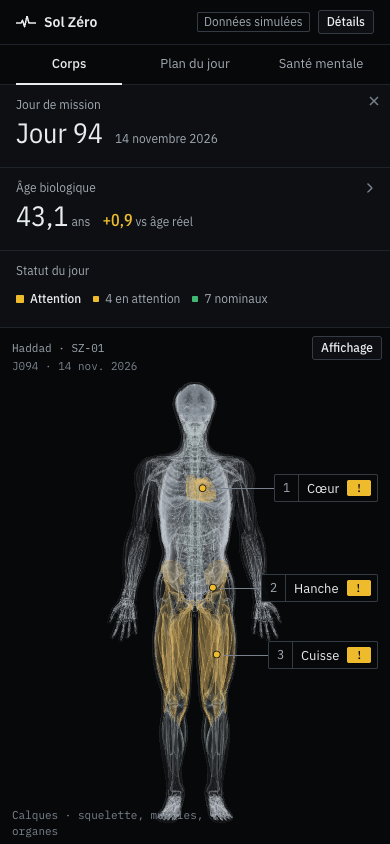 Sol Zéro
Données simulées
Détails
Corps
Plan du jour
Santé mentale
Jour de mission
Jour 94 14 novembre 2026
Âge biologique
43,1 ans +0,9 vs âge réel
Statut du jour
Attention 4 en attention 7 nominaux
Haddad · SZ-01
Affichage
J094 · 14 nov. 2026
1 Cœur !
2 Hanche !
3 Cuisse !
Calques · squelette, muscles,
organes